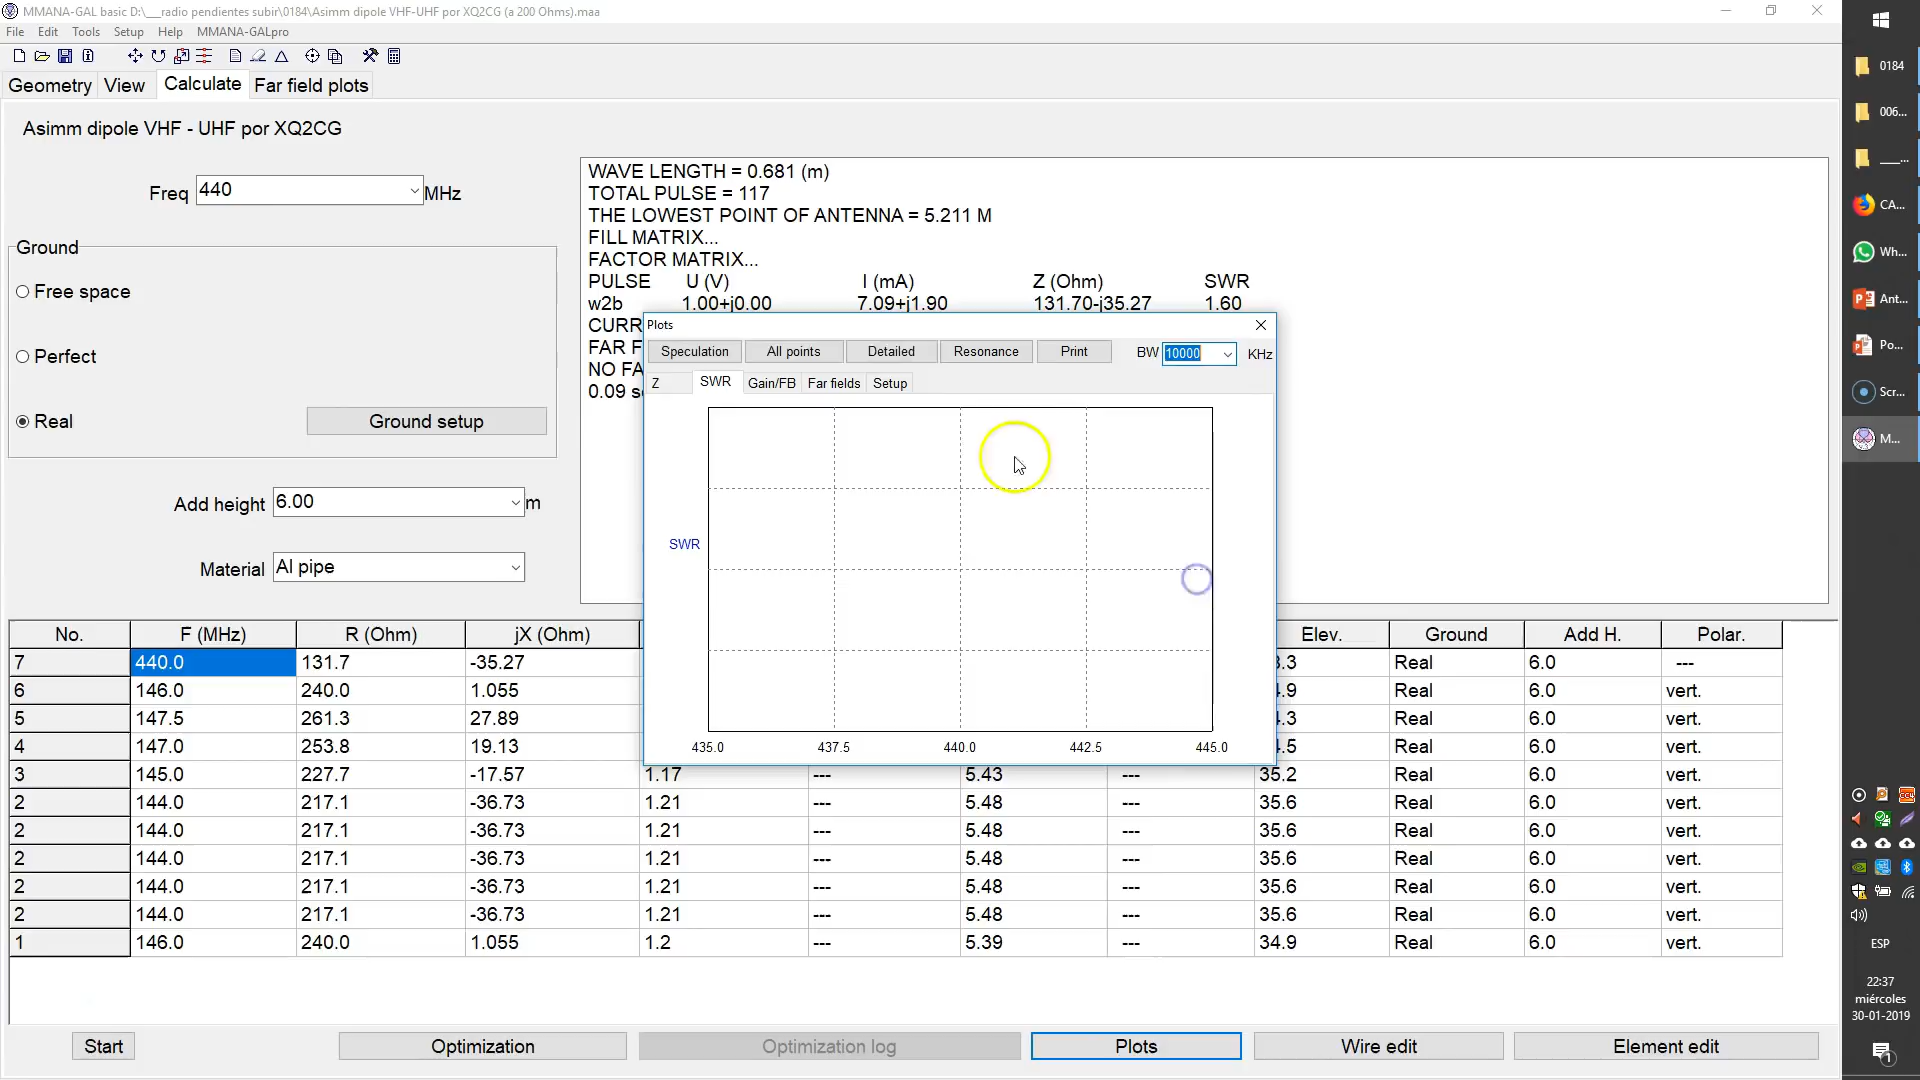 MMANA-GAL basic D:\___radio pendientes subir\0184\Asimm dipole VHF-UHF por XQ2CG (a 200 Ohms).maa
File Edit Tools Setup Help MMANA-GALpro
Geometry View Calculate Far field plots
Asimm dipole VHF - UHF por XQ2CG
Freq 440 MHz
Ground
Free space
Perfect
Real Ground setup
Add height 6.00 m
Material Al pipe
WAVE LENGTH = 0.681 (m)
TOTAL PULSE = 117
THE LOWEST POINT OF ANTENNA = 5.211 M
FILL MATRIX...
FACTOR MATRIX...
PULSE U (V) I (mA) Z (Ohm) SWR
w2b 1.00+j0.00 7.09+j1.90 131.70-j35.27 1.60
CURR
FAR F
NO FA
0.09 s
Plots
Speculation All points Detailed Resonance Print BW 10000 KHz
Z SWR Gain/FB Far fields Setup
SWR
435.0 437.5 440.0 442.5 445.0
No. F (MHz) R (Ohm) jX (Ohm) Elev. Ground Add H. Polar.
7 440.0 131.7 -35.27 3.3 Real 6.0 ---
6 146.0 240.0 1.055 4.9 Real 6.0 vert.
5 147.5 261.3 27.89 4.3 Real 6.0 vert.
4 147.0 253.8 19.13 4.5 Real 6.0 vert.
3 145.0 227.7 -17.57 1.17 --- 5.43 --- 35.2 Real 6.0 vert.
2 144.0 217.1 -36.73 1.21 --- 5.48 --- 35.6 Real 6.0 vert.
2 144.0 217.1 -36.73 1.21 --- 5.48 --- 35.6 Real 6.0 vert.
2 144.0 217.1 -36.73 1.21 --- 5.48 --- 35.6 Real 6.0 vert.
2 144.0 217.1 -36.73 1.21 --- 5.48 --- 35.6 Real 6.0 vert.
2 144.0 217.1 -36.73 1.21 --- 5.48 --- 35.6 Real 6.0 vert.
1 146.0 240.0 1.055 1.2 --- 5.39 --- 34.9 Real 6.0 vert.
Start Optimization Optimization log Plots Wire edit Element edit
0184
006...
___...
CA...
Wh...
Ant...
Po...
Scr...
M...
ESP
22:37
miércoles
30-01-2019
1